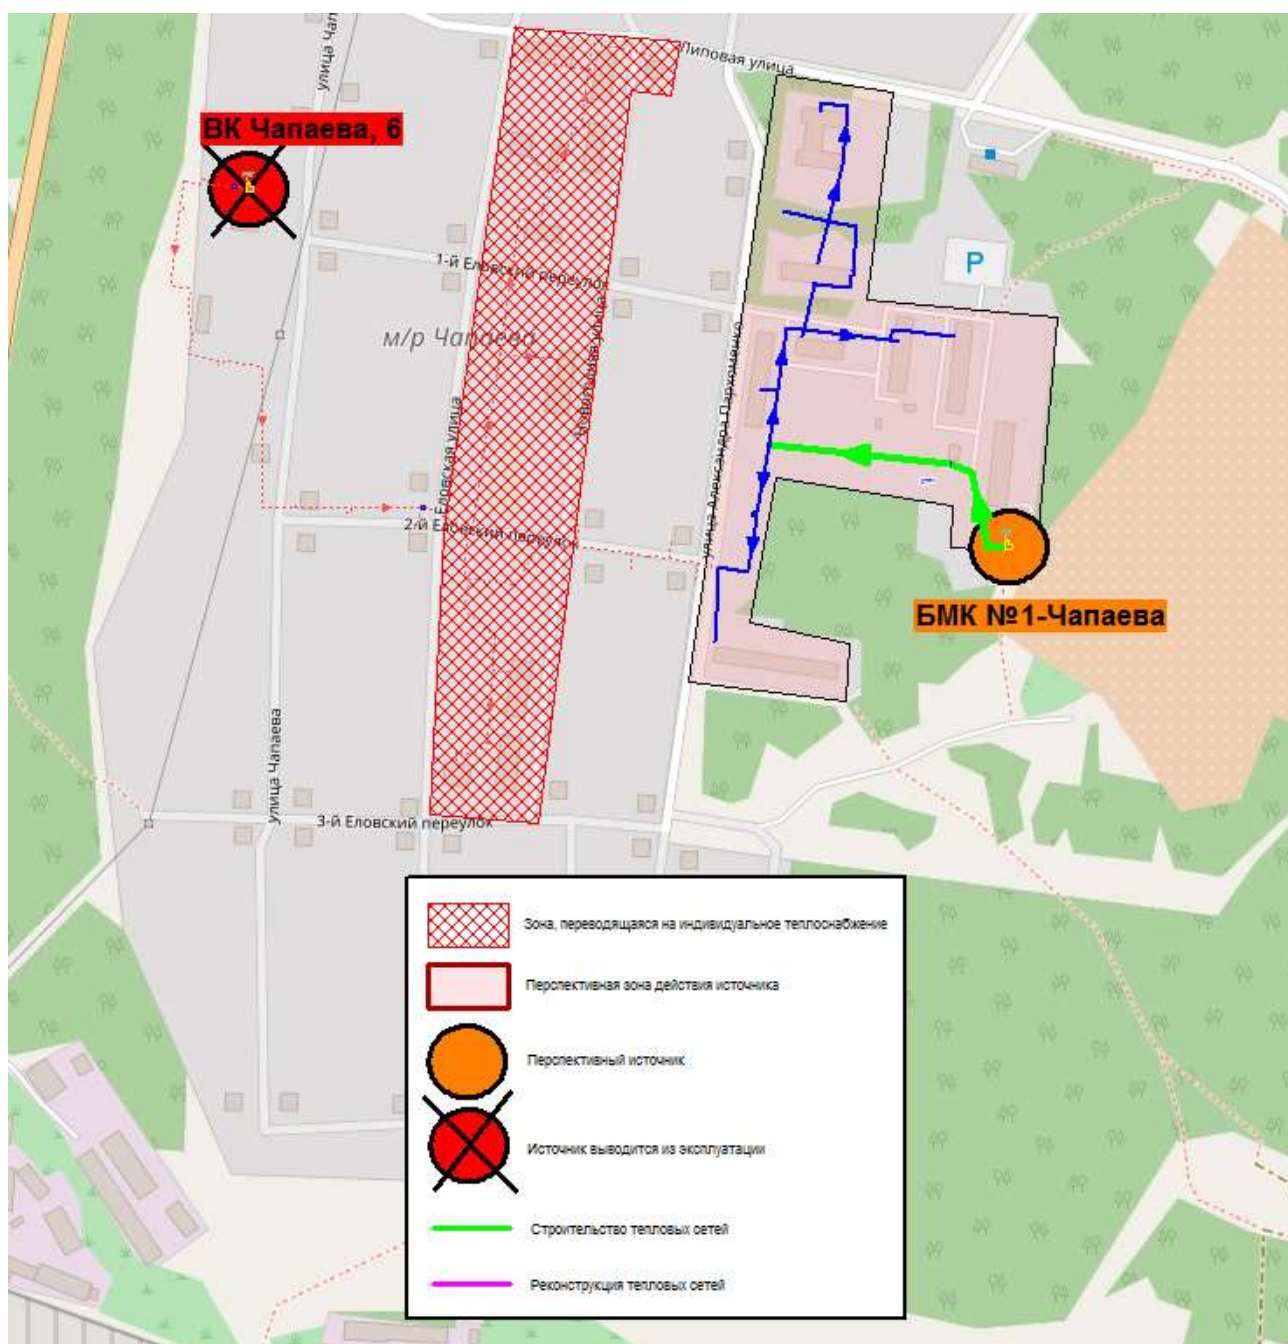 улица Чап
Липовая улица
ВК Чапаева, 6
1-й Еловский переулок
P
м/р Чапаева
улица Александра Пархоменко
Еловская улица
2-й Еловский переулок
БМК №1-Чапаева
улица Чапаева
3-й Еловский переулок
Зона, переводящаяся на индивидуальное теплоснабжение
Перспективная зона действия источника
Перспективный источник
Источник выводится из эксплуатации
Строительство тепловых сетей
Реконструкция тепловых сетей